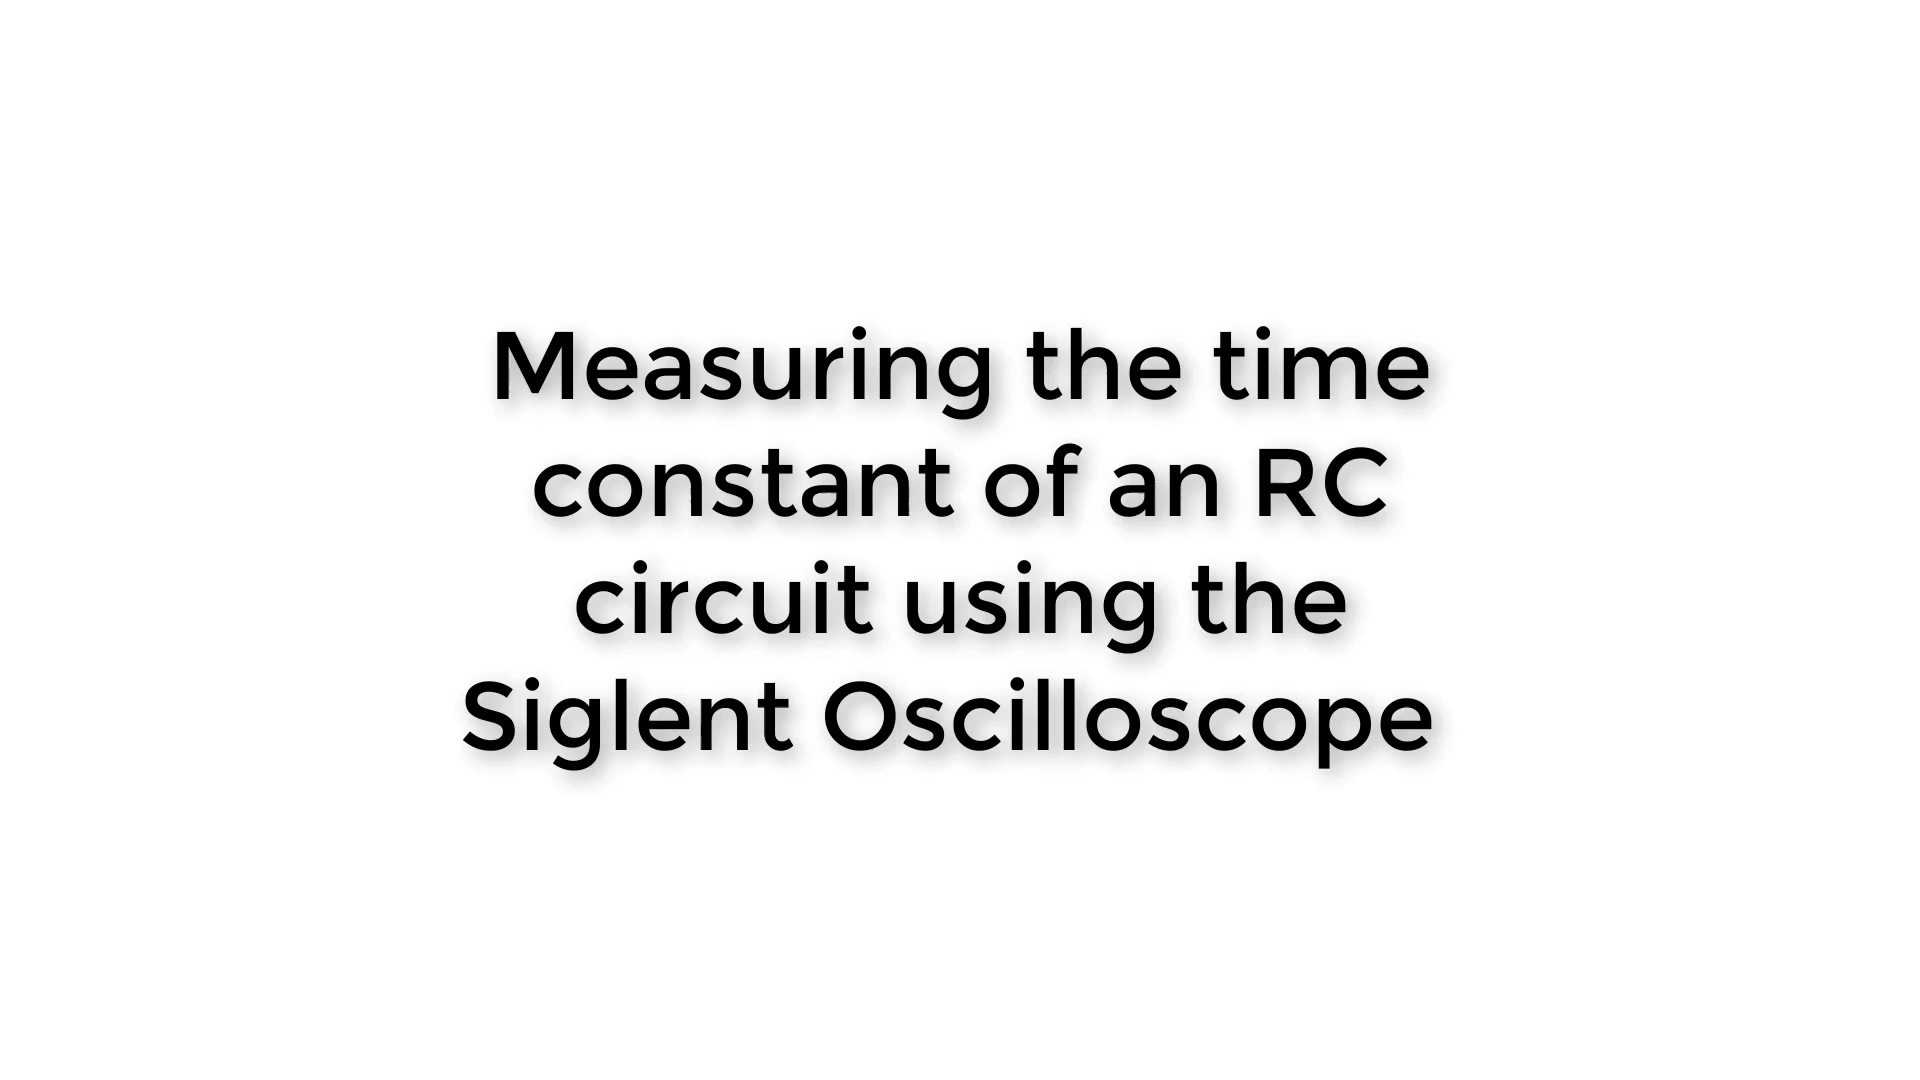 Measuring the time
constant of an RC
circuit using the
Siglent Oscilloscope